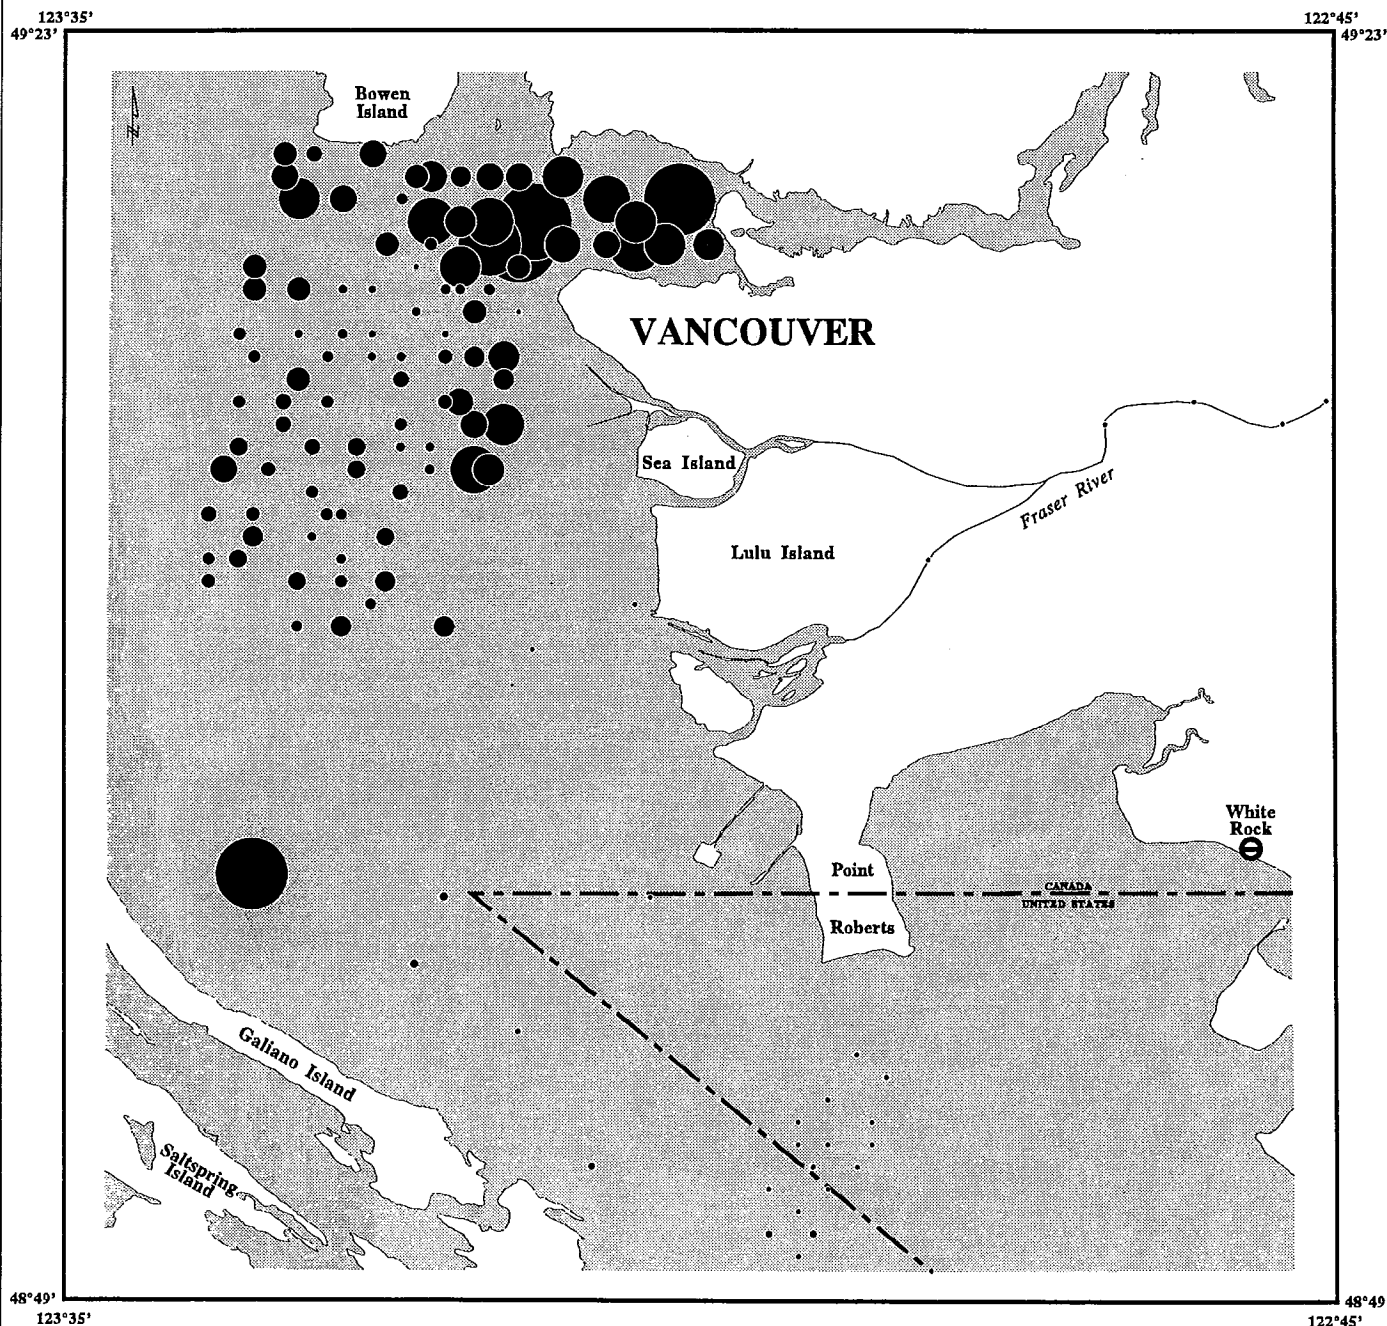 123°35'
122°45'
49°23'
49°23'
Bowen
Island
N
VANCOUVER
Sea Island
Fraser River
Lulu Island
White
Rock
Point
CANADA
UNITED STATES
Roberts
Galiano Island
Saltspring
Island
48°49'
48°49
123°35'
122°45'